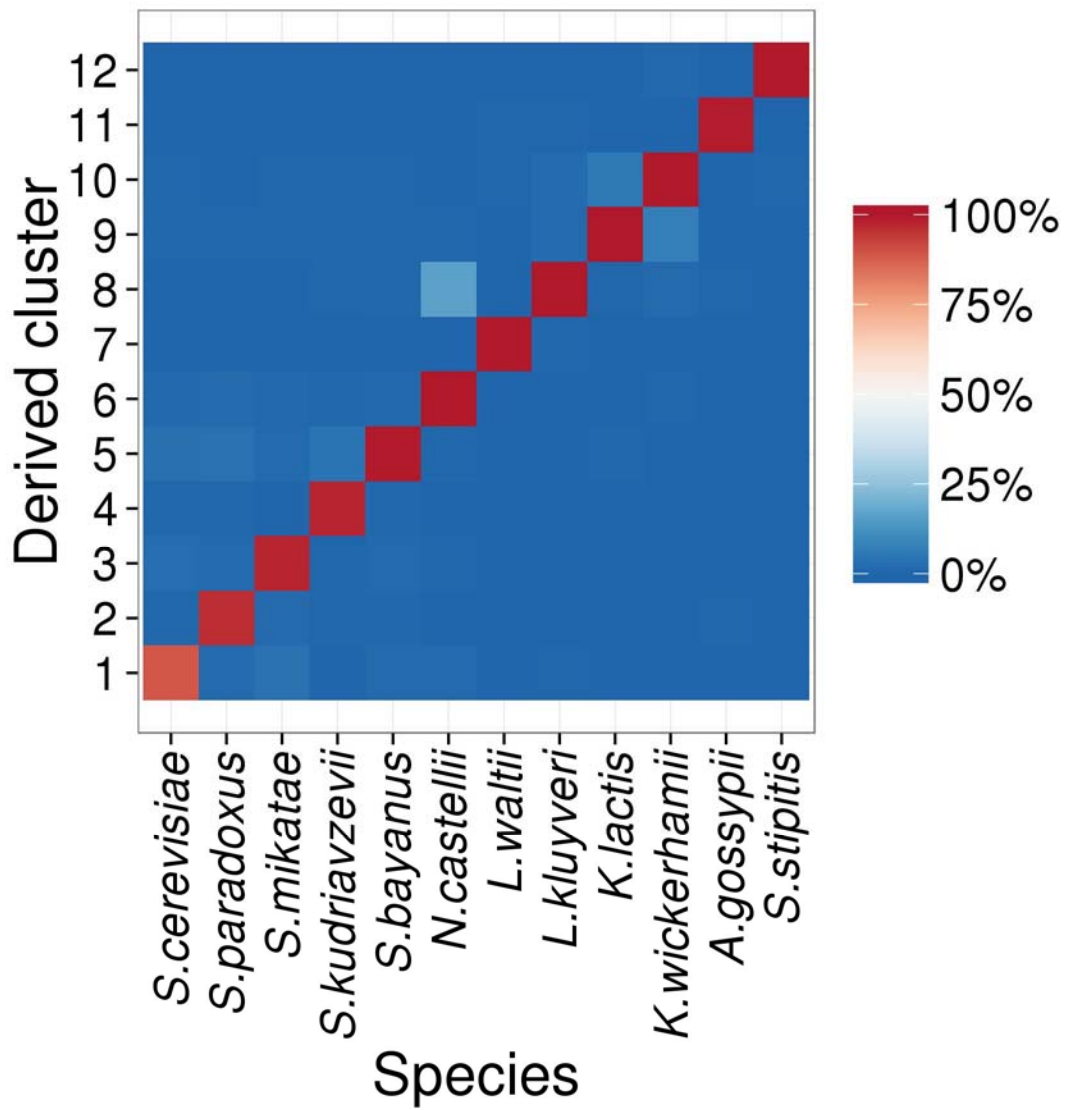 Derived cluster
12
11
10
9
8
7
6
5
4
3
2
1
100%
75%
50%
25%
0%
S.cerevisiae
S.paradoxus
S.mikatae
S.kudriavzevii
S.bayanus
N.castellii
L.waltii
L.kluyveri
K.lactis
K.wickerhamii
A.gossypii
S.stipitis
Species